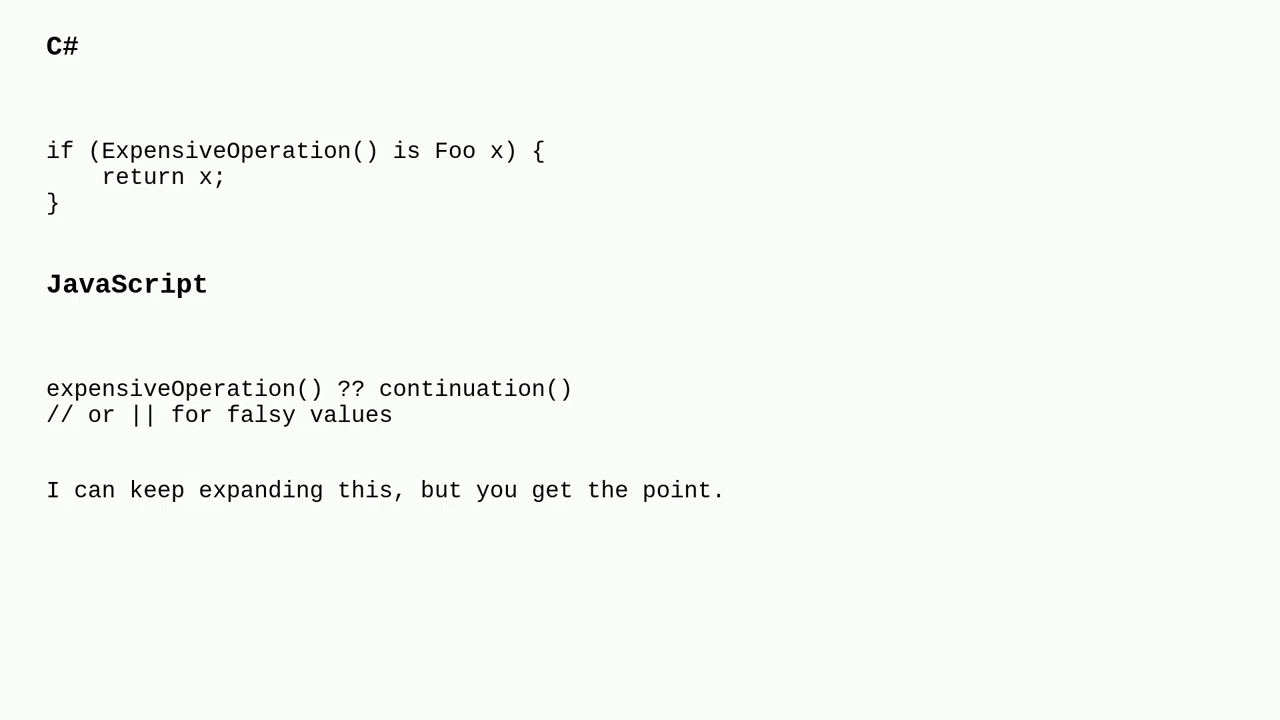 C#
if (ExpensiveOperation() is Foo x) {
    return x;
}
JavaScript
expensiveOperation() ?? continuation()
// or || for falsy values
I can keep expanding this, but you get the point.